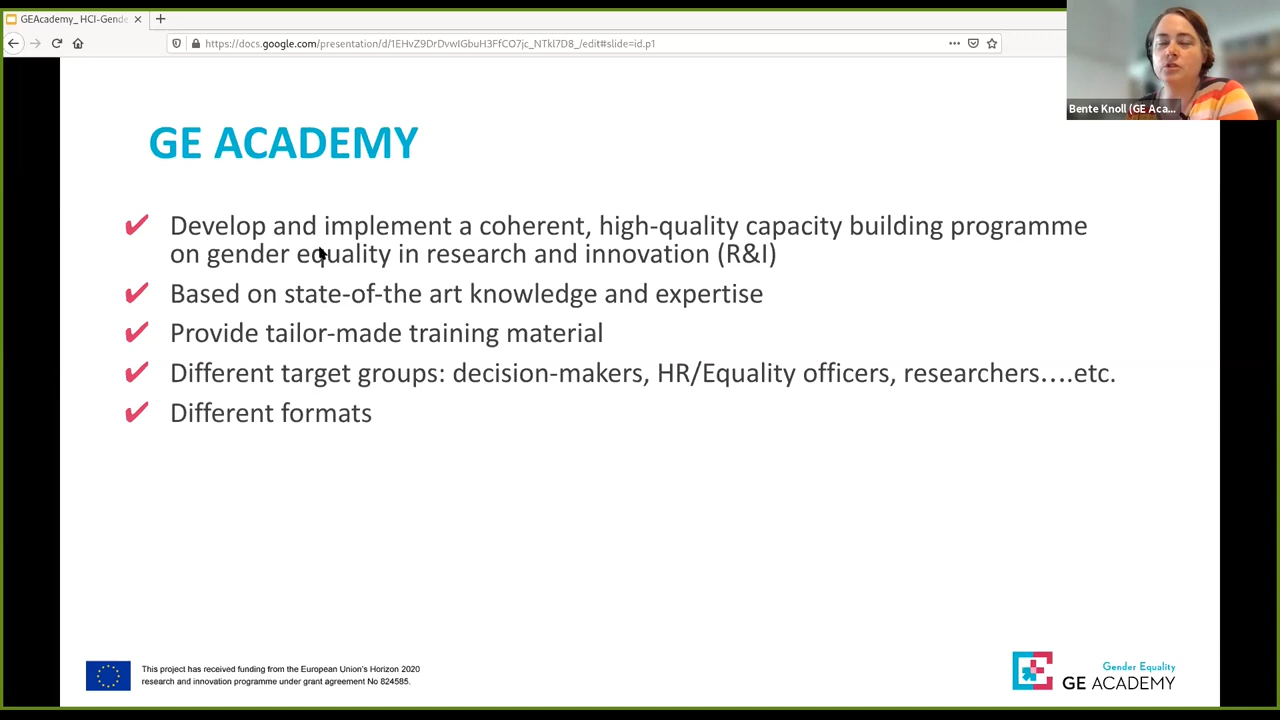 GEAcademy_ HCI-Gende
https://docs.google.com/presentation/d/1EHvZ9DrDvwIGbuH3FfCO7jc_NTkl7D8_/edit#slide=id.p1
Bente Knoll (GE Aca...
GE ACADEMY
✔ Develop and implement a coherent, high-quality capacity building programme
on gender equality in research and innovation (R&I)
✔ Based on state-of-the art knowledge and expertise
✔ Provide tailor-made training material
✔ Different target groups: decision-makers, HR/Equality officers, researchers….etc.
✔ Different formats
This project has received funding from the European Union's Horizon 2020
research and innovation programme under grant agreement No 824585.
Gender Equality
GE ACADEMY